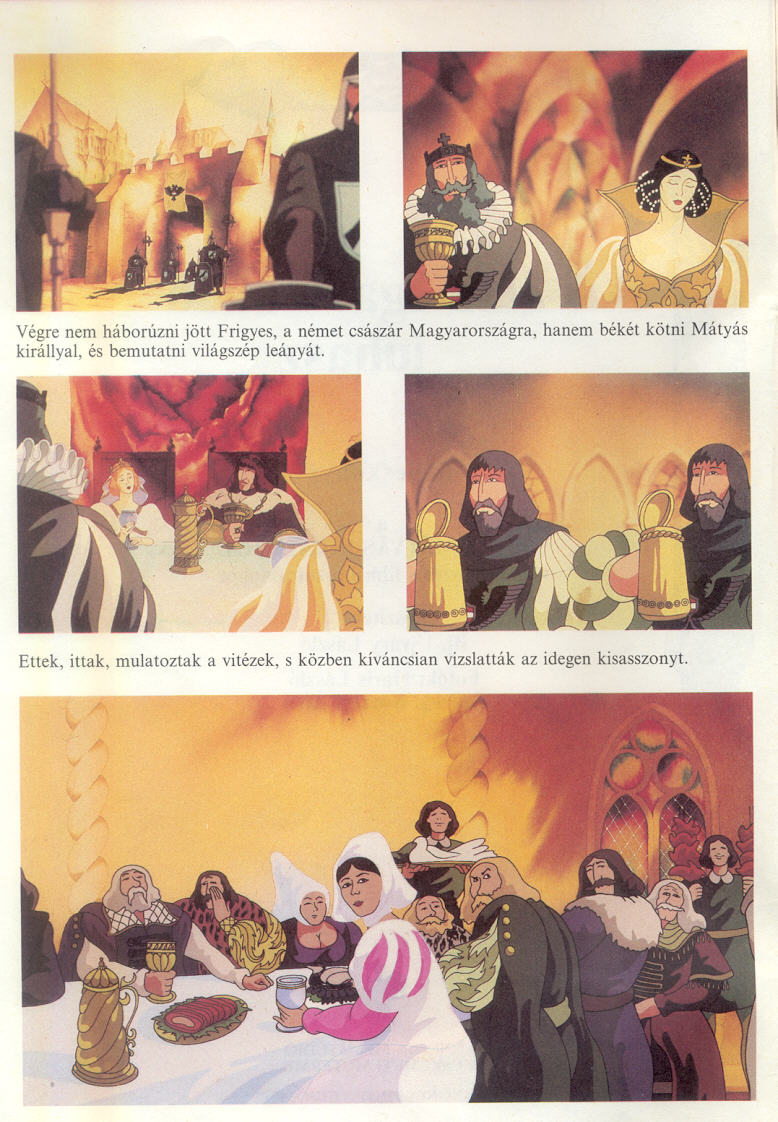 Végre nem háborúzni jött Frigyes, a német császár Magyarországra, hanem békét kötni Mátyás
királlyal, és bemutatni világszép leányát.
Ettek, ittak, mulatoztak a vitézek, s közben kíváncsian vizslatták az idegen kisasszonyt.